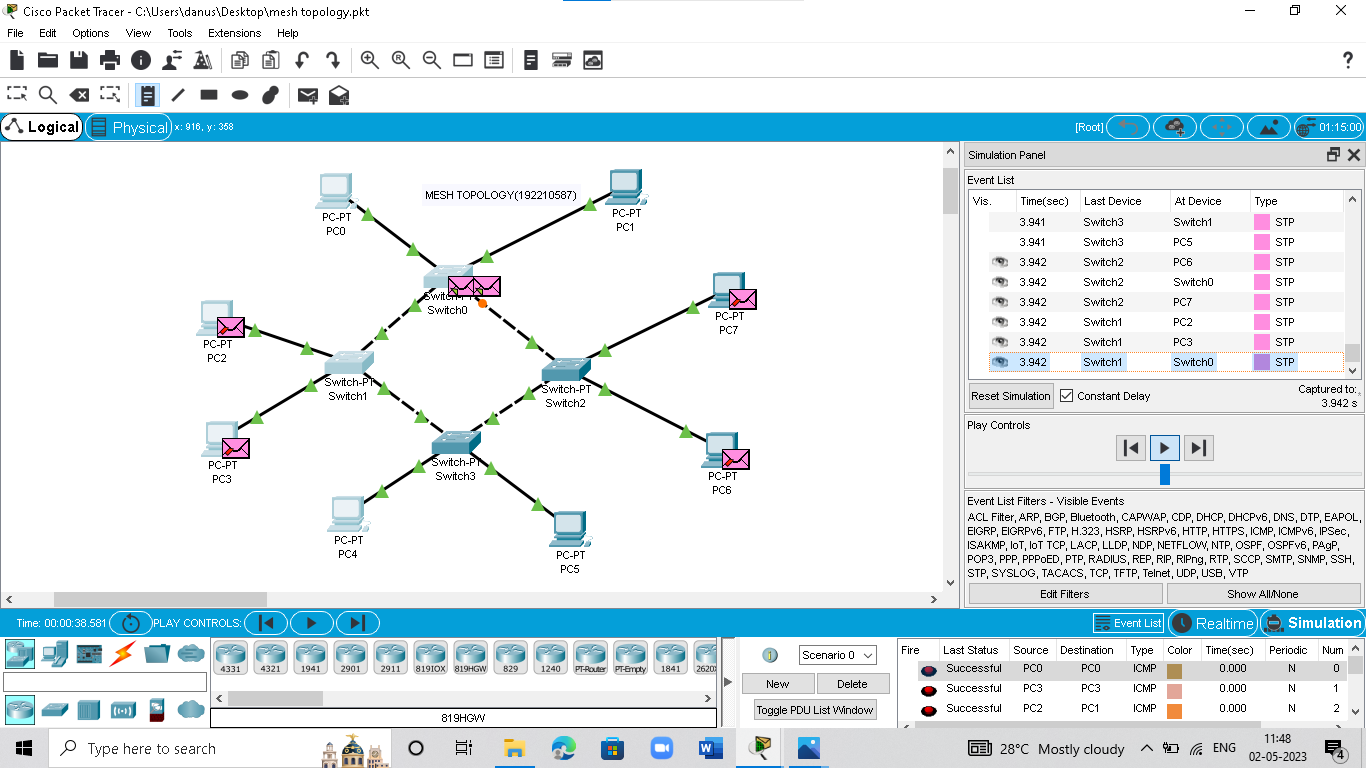 Cisco Packet Tracer - C:\Users\danus\Desktop\mesh topology.pkt
File Edit Options View Tools Extensions Help
?
Logical Physical x: 916, y: 358 [Root] 01:15:00
MESH TOPOLOGY(192210587)
PC-PT
PC0
PC-PT
PC1
Switch-PT
Switch0
PC-PT
PC7
PC-PT
PC2
Switch-PT
Switch1
Switch-PT
Switch2
PC-PT
PC3
Switch-PT
Switch3
PC-PT
PC6
PC-PT
PC4
PC-PT
PC5
Simulation Panel
Event List
Vis. Time(sec) Last Device At Device Type
3.941 Switch3 Switch1 STP
3.941 Switch3 PC5 STP
3.942 Switch2 PC6 STP
3.942 Switch2 Switch0 STP
3.942 Switch2 PC7 STP
3.942 Switch1 PC2 STP
3.942 Switch1 PC3 STP
3.942 Switch1 Switch0 STP
Reset Simulation Constant Delay Captured to:
3.942 s
Play Controls
Event List Filters - Visible Events
ACL Filter, ARP, BGP, Bluetooth, CAPWAP, CDP, DHCP, DHCPv6, DNS, DTP, EAPOL,
EIGRP, EIGRPv6, FTP, H.323, HSRP, HSRPv6, HTTP, HTTPS, ICMP, ICMPv6, IPSec,
ISAKMP, IoT, IoT TCP, LACP, LLDP, NDP, NETFLOW, NTP, OSPF, OSPFv6, PAgP,
POP3, PPP, PPPoED, PTP, RADIUS, REP, RIP, RIPng, RTP, SCCP, SMTP, SNMP, SSH,
STP, SYSLOG, TACACS, TCP, TFTP, Telnet, UDP, USB, VTP
Edit Filters Show All/None
Time: 00:00:38.581 PLAY CONTROLS: Event List Realtime Simulation
4331 4321 1941 2901 2911 819IOX 819HGW 829 1240 PT-Router PT-Empty 1841 2620X
819HGW
Scenario 0
New Delete
Toggle PDU List Window
Fire Last Status Source Destination Type Color Time(sec) Periodic Num
Successful PC0 PC0 ICMP 0.000 N 0
Successful PC3 PC3 ICMP 0.000 N 1
Successful PC2 PC1 ICMP 0.000 N 2
Type here to search
28°C Mostly cloudy ENG 11:48
02-05-2023 4